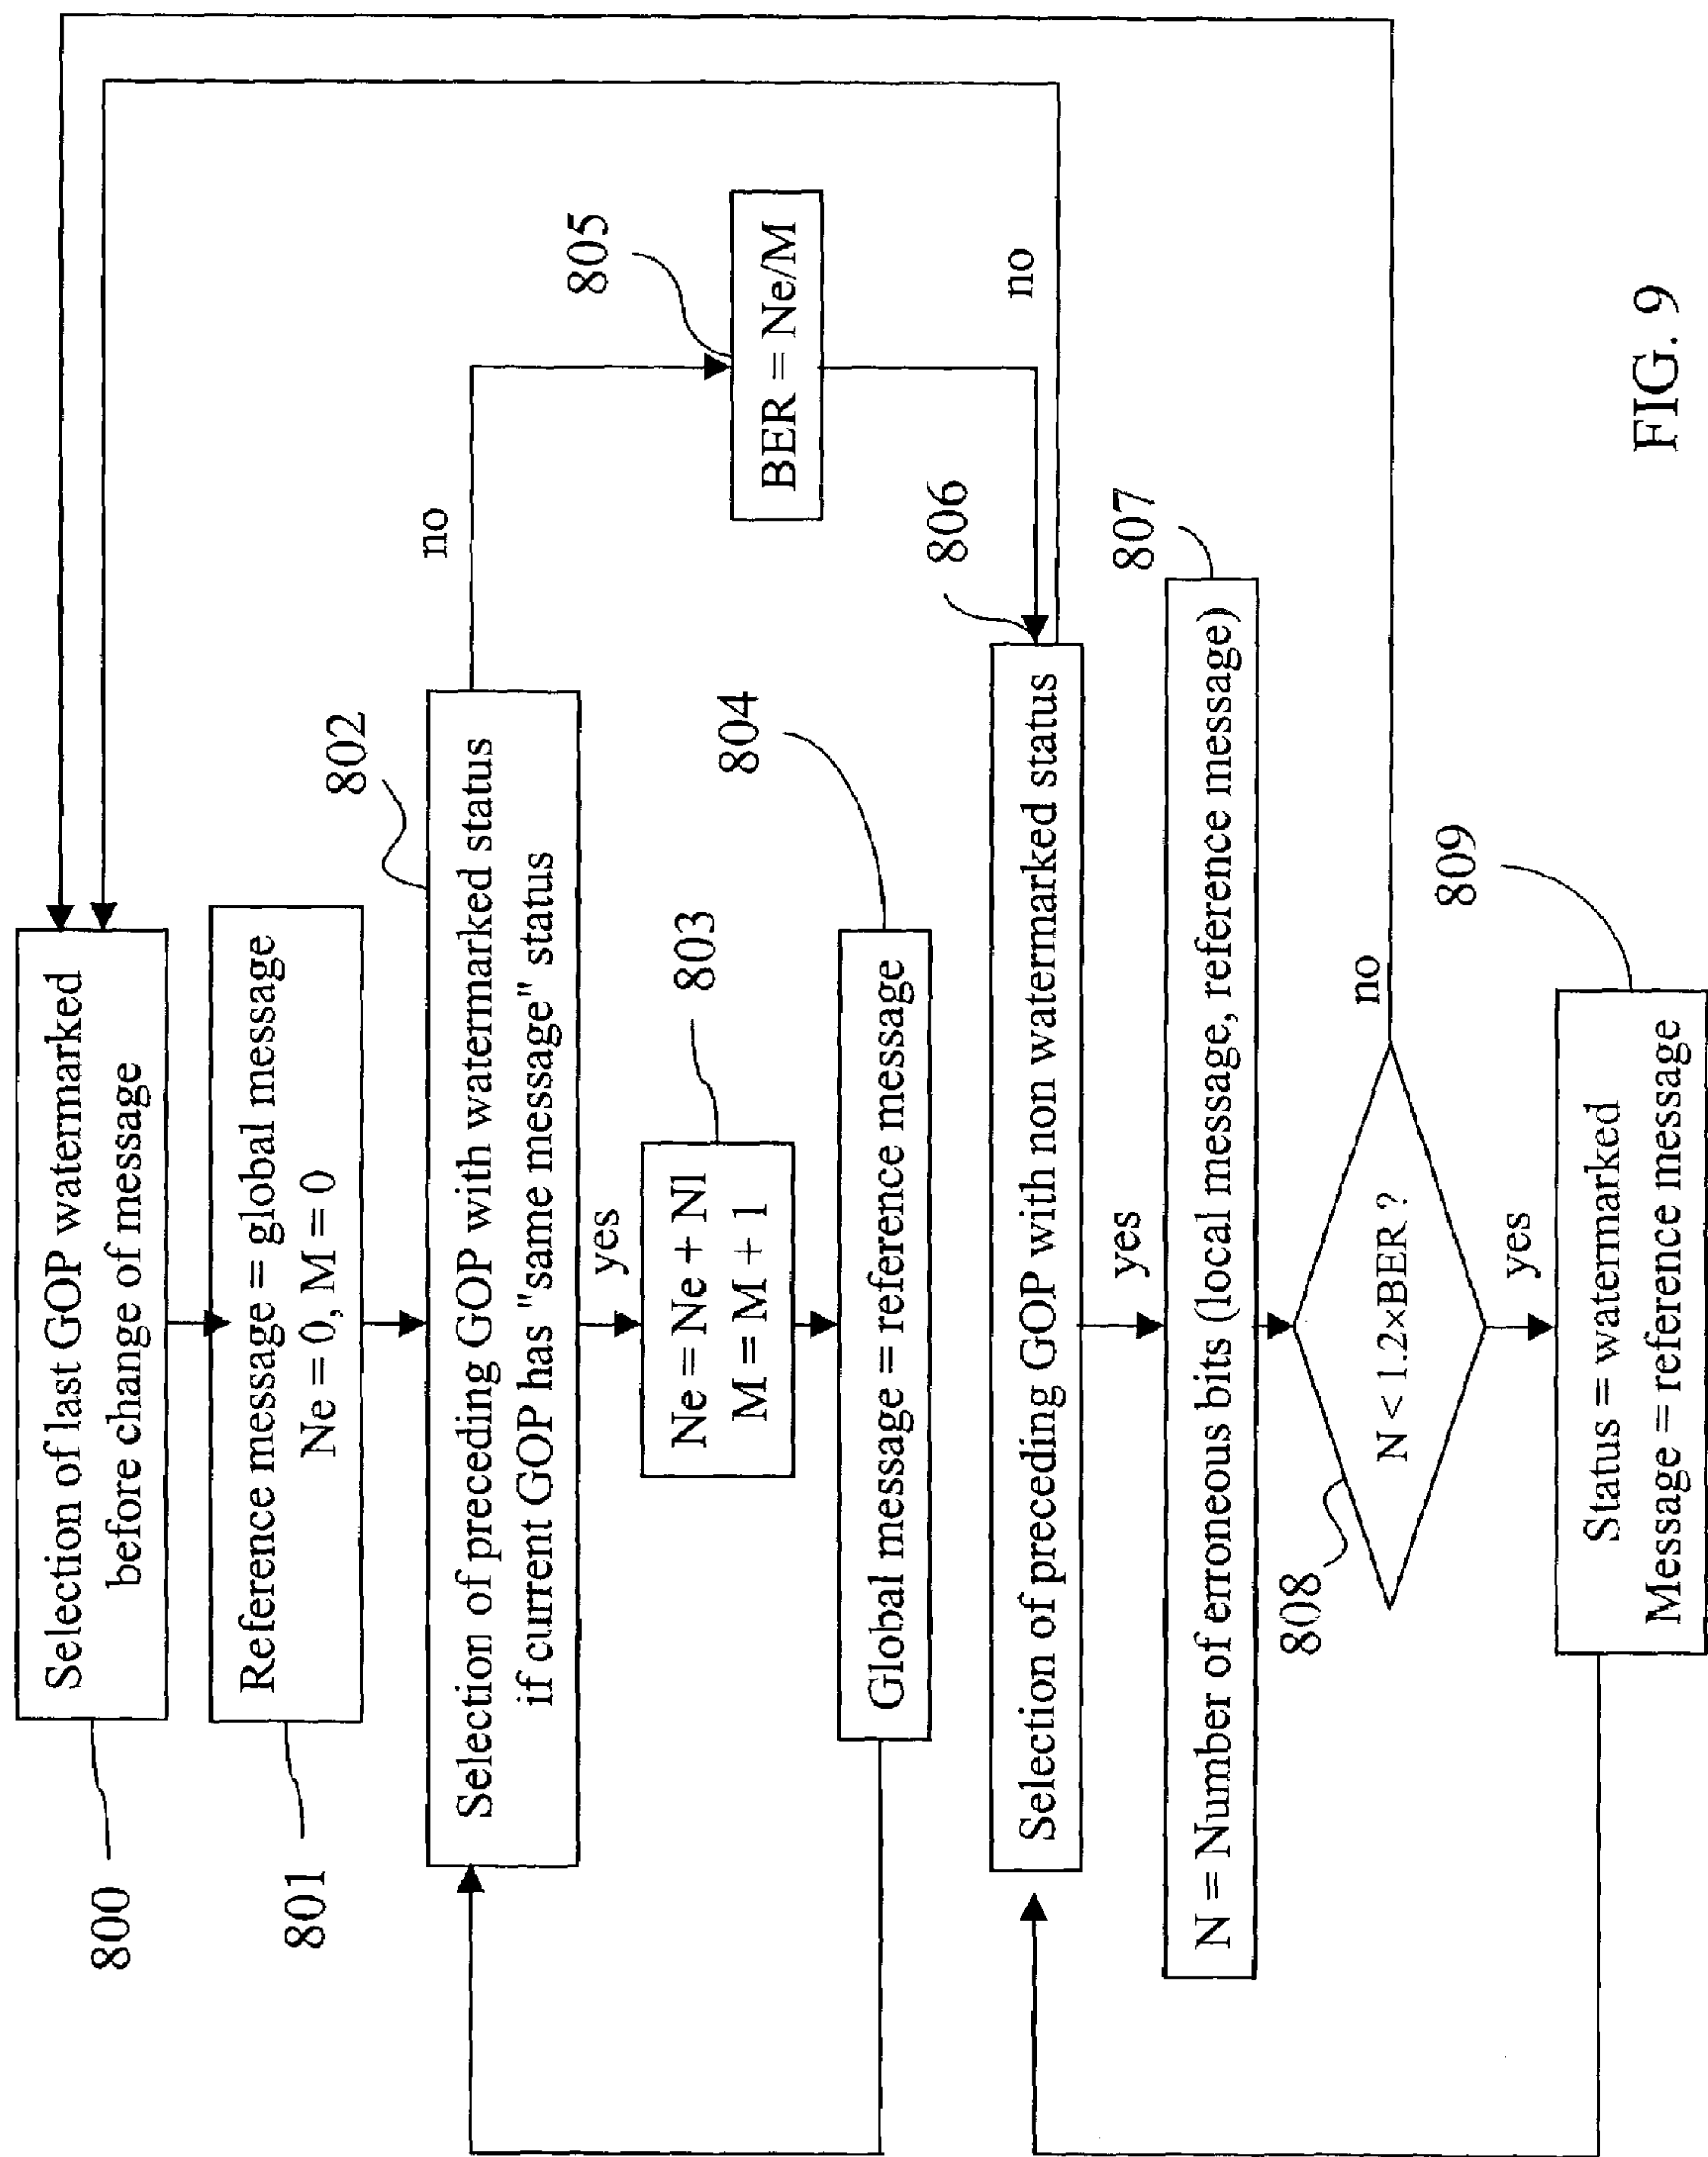 800
Selection of last GOP watermarked
before change of message
801
Reference message = global message
Ne = 0, M = 0
802
Selection of preceding GOP with watermarked status
if current GOP has "same message" status
no
yes
803
Ne = Ne + Nl
M = M + 1
804
Global message = reference message
805
BER = Ne/M
806
Selection of preceding GOP with non watermarked status
no
yes
807
N = Number of erroneous bits (local message, reference message)
808
N < 1.2×BER ?
no
yes
809
Status = watermarked
Message = reference message
FIG. 9